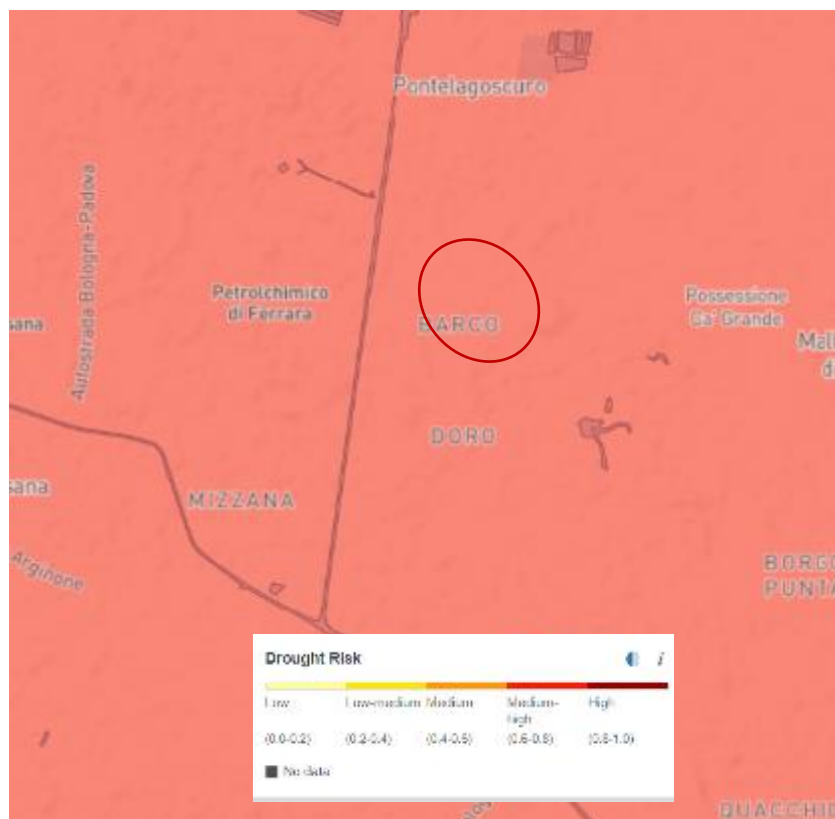 Pontelagoscuro
Autostrada Bologna-Padova
Petrolchimico
di Ferrara
BARCO
Possessione
Ca' Grande
sana
Mall
d
DORO
sana
MIZZANA
Arginone
BORGO
PUNTA
Drought Risk
i
Low
Low-medium
Medium
Medium-
high
High
(0.0-0.2)
(0.2-0.4)
(0.4-0.6)
(0.6-0.8)
(0.8-1.0)
No data
QUACCHIO